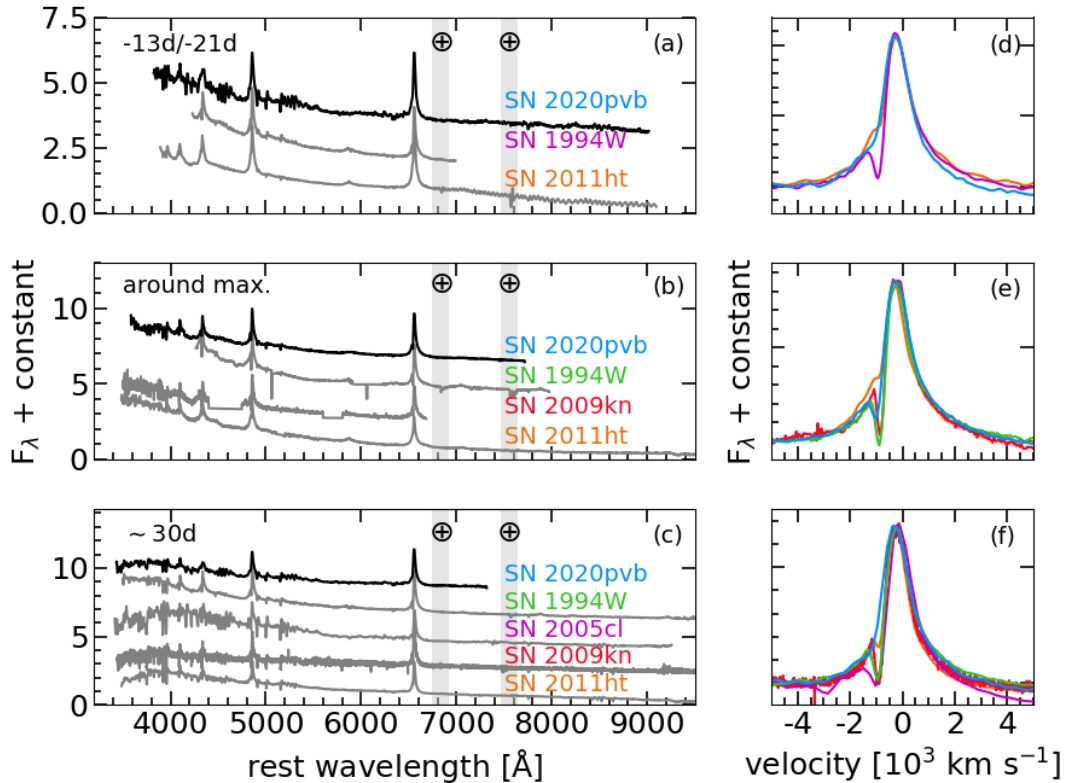 -13d/-21d
⊕
⊕
(a)
SN 2020pvb
SN 1994W
SN 2011ht
7.5
5.0
2.5
0.0
(d)
around max.
⊕
⊕
(b)
SN 2020pvb
SN 1994W
SN 2009kn
SN 2011ht
10
5
0
(e)
F_λ + constant
F_λ + constant
~ 30d
⊕
⊕
(c)
SN 2020pvb
SN 1994W
SN 2005cl
SN 2009kn
SN 2011ht
10
5
0
(f)
4000 5000 6000 7000 8000 9000
rest wavelength [Å]
-4 -2 0 2 4
velocity [10³ km s⁻¹]